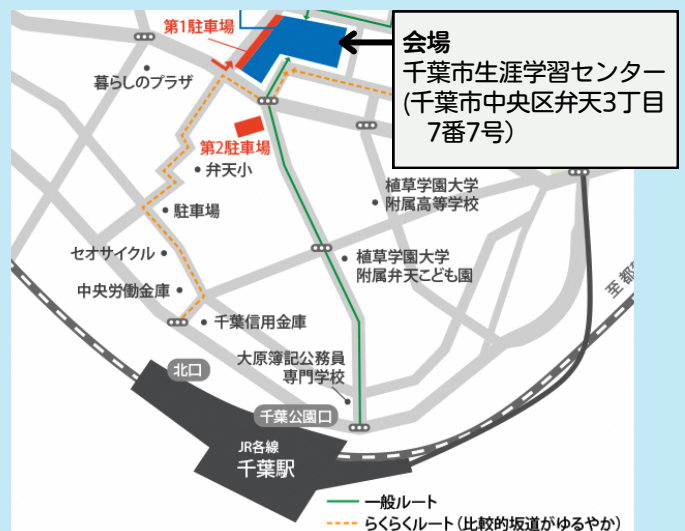 第1駐車場
会場
千葉市生涯学習センター
(千葉市中央区弁天3丁目
7番7号)
暮らしのプラザ
第2駐車場
弁天小
植草学園大学
附属高等学校
駐車場
セオサイクル
植草学園大学
附属弁天こども園
中央労働金庫
至都
千葉信用金庫
大原簿記公務員
専門学校
北口
千葉公園口
JR各線
千葉駅
一般ルート
らくらくルート(比較的坂道がゆるやか)